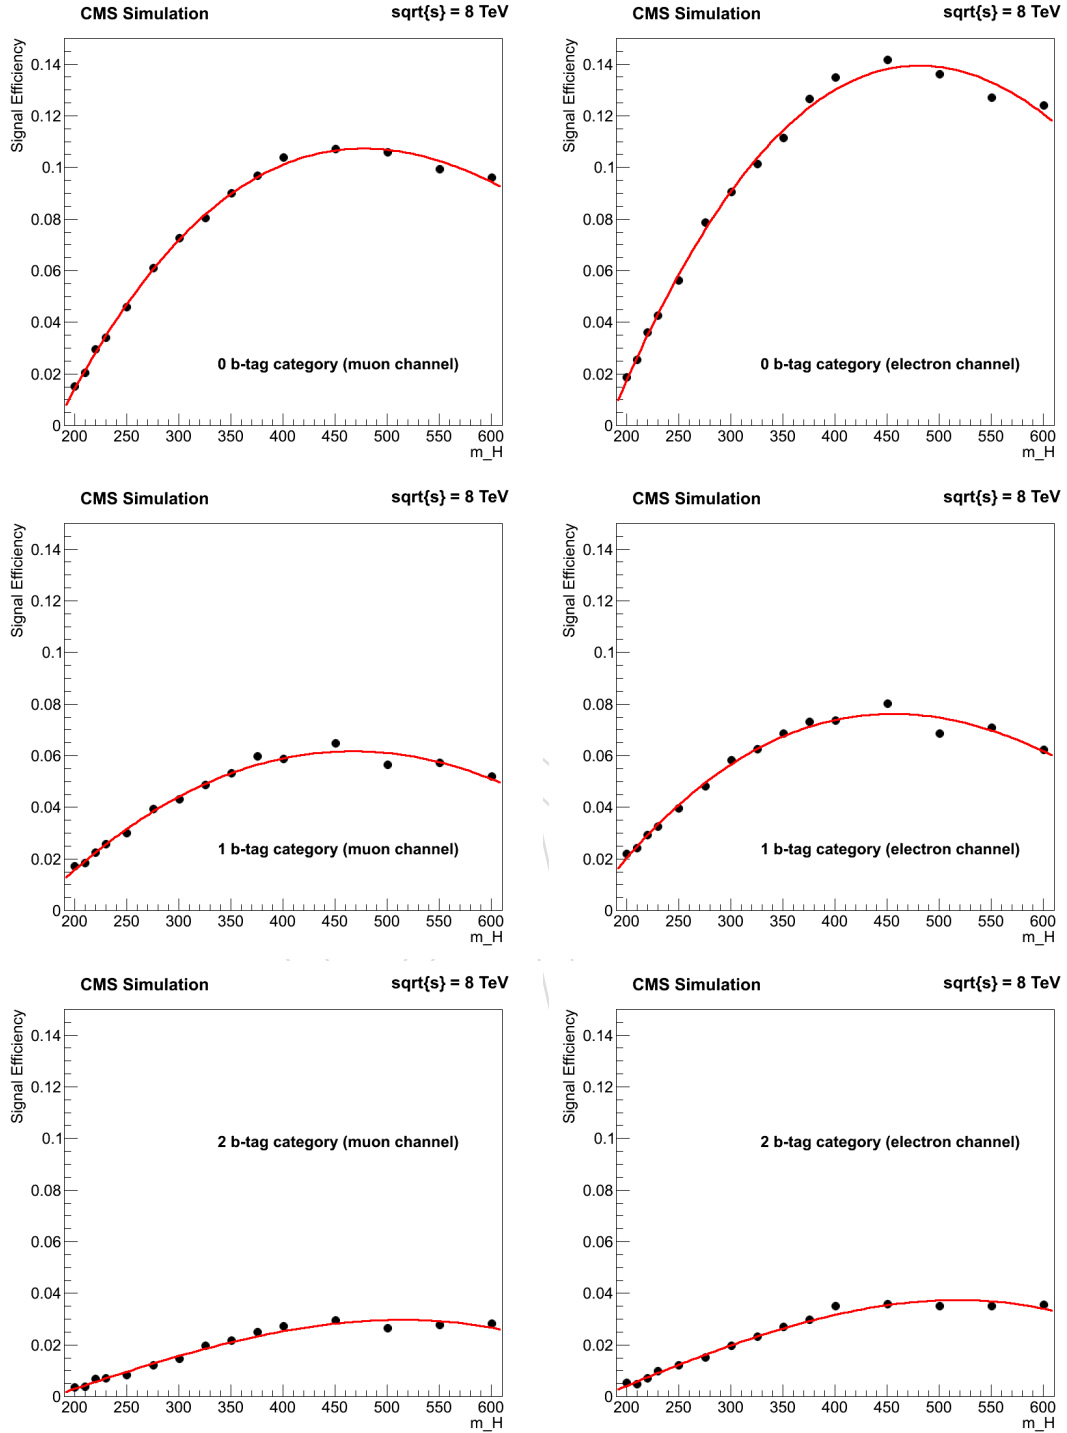 CMS Simulation sqrt{s} = 8 TeV
Signal Efficiency
0.14
0.12
0.1
0.08
0.06
0.04
0.02
0
0 b-tag category (muon channel)
200 250 300 350 400 450 500 550 600
m_H
CMS Simulation sqrt{s} = 8 TeV
Signal Efficiency
0.14
0.12
0.1
0.08
0.06
0.04
0.02
0
0 b-tag category (electron channel)
200 250 300 350 400 450 500 550 600
m_H
CMS Simulation sqrt{s} = 8 TeV
Signal Efficiency
0.14
0.12
0.1
0.08
0.06
0.04
0.02
0
1 b-tag category (muon channel)
200 250 300 350 400 450 500 550 600
m_H
CMS Simulation sqrt{s} = 8 TeV
Signal Efficiency
0.14
0.12
0.1
0.08
0.06
0.04
0.02
0
1 b-tag category (electron channel)
200 250 300 350 400 450 500 550 600
m_H
CMS Simulation sqrt{s} = 8 TeV
Signal Efficiency
0.14
0.12
0.1
0.08
0.06
0.04
0.02
0
2 b-tag category (muon channel)
200 250 300 350 400 450 500 550 600
m_H
CMS Simulation sqrt{s} = 8 TeV
Signal Efficiency
0.14
0.12
0.1
0.08
0.06
0.04
0.02
0
2 b-tag category (electron channel)
200 250 300 350 400 450 500 550 600
m_H